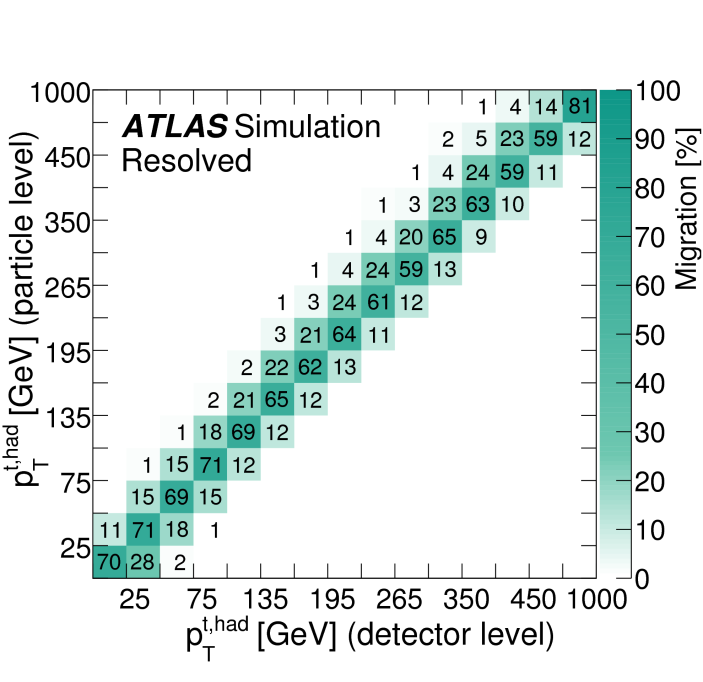 ATLAS Simulation
Resolved
p_T^{t,had} [GeV] (particle level)
1000
450
350
265
195
135
75
25
1 4 14 81
2 5 23 59 12
1 4 24 59 11
1 3 23 63 10
1 4 20 65 9
1 4 24 59 13
1 3 24 61 12
3 21 64 11
2 22 62 13
2 21 65 12
1 18 69 12
1 15 71 12
15 69 15
11 71 18 1
70 28 2
25 75 135 195 265 350 450 1000
p_T^{t,had} [GeV] (detector level)
100
90
80
70
60
50
40
30
20
10
0
Migration [%]